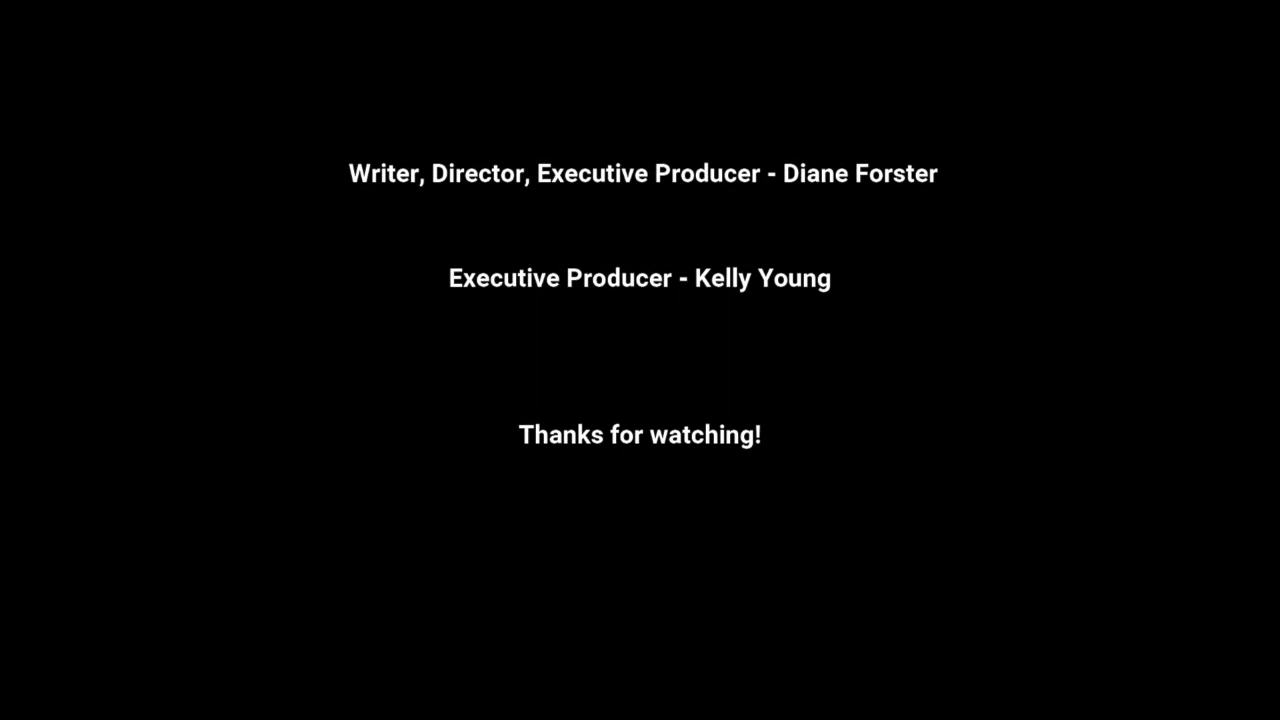 Writer, Director, Executive Producer - Diane Forster
Executive Producer - Kelly Young
Thanks for watching!